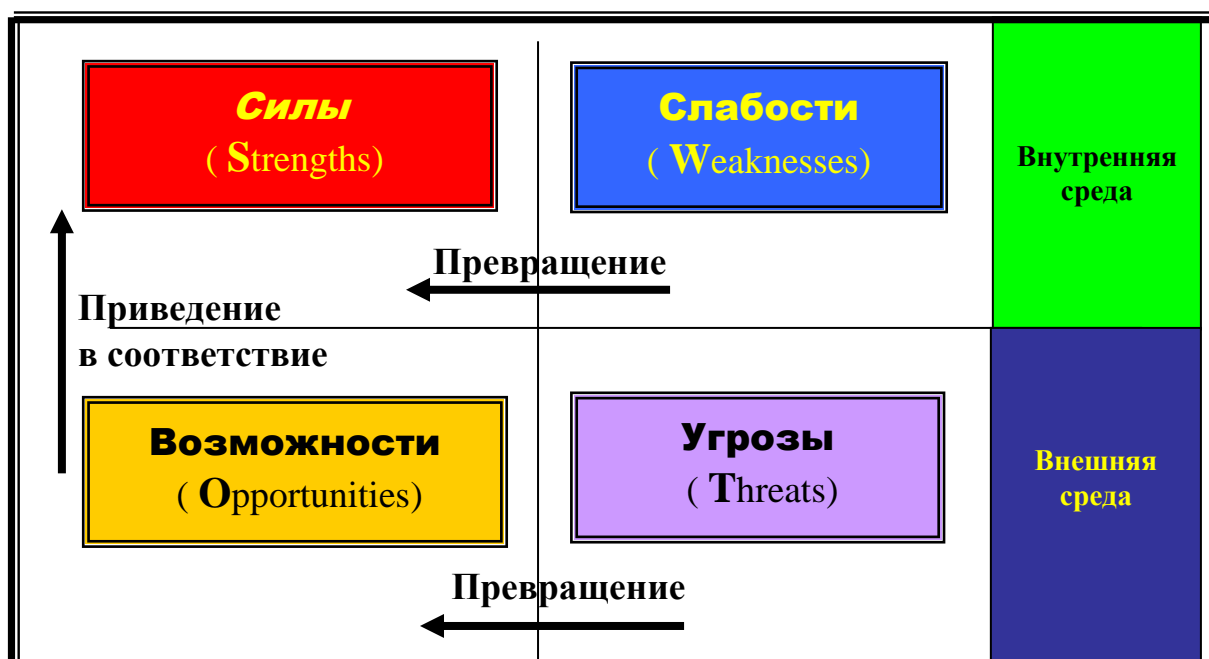 Силы
( Strengths)
Слабости
( Weaknesses)
Внутренняя
среда
Превращение
Приведение
в соответствие
Возможности
( Opportunities)
Угрозы
( Threats)
Внешняя
среда
Превращение